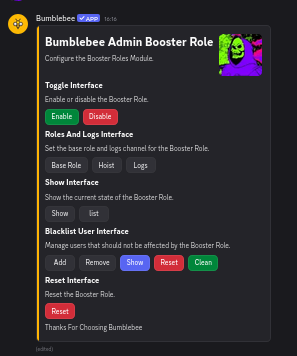 Bumblebee APP 16:16
Bumblebee Admin Booster Role
Configure the Booster Roles Module.
Toggle Interface
Enable or disable the Booster Role.
Enable Disable
Roles And Logs Interface
Set the base role and logs channel for the Booster Role.
Base Role Hoist Logs
Show Interface
Show the current state of the Booster Role.
Show list
Blacklist User Interface
Manage users that should not be affected by the Booster Role.
Add Remove Show Reset Clean
Reset Interface
Reset the Booster Role.
Reset
Thanks For Choosing Bumblebee
(edited)